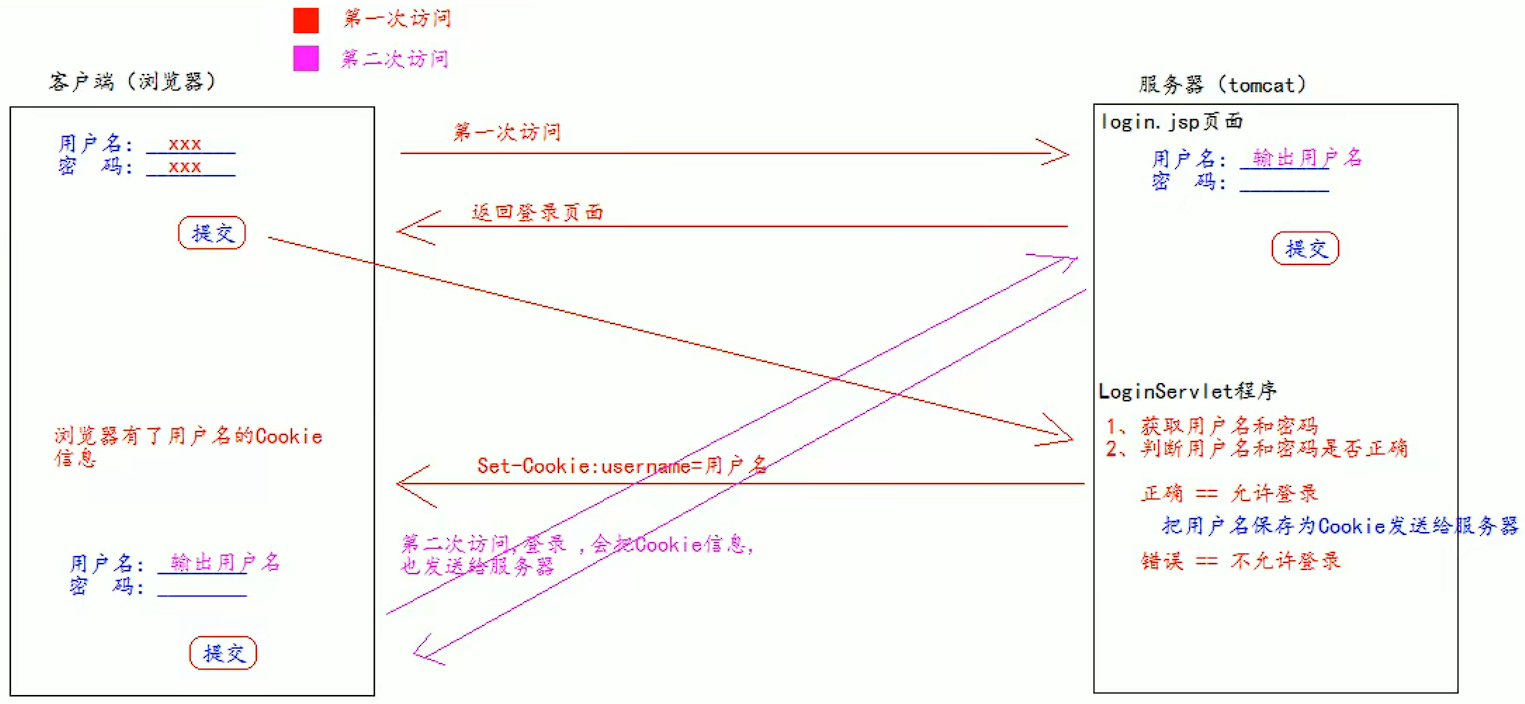 第一次访问
第二次访问
客户端（浏览器）
服务器（tomcat）
用户名: xxx
密 码: xxx
提交
浏览器有了用户名的Cookie
信息
用户名: 输出用户名
密 码:
提交
第一次访问
返回登录页面
Set-Cookie:username=用户名
第二次访问,登录 ,会把Cookie信息,
也发送给服务器
login.jsp页面
用户名: 输出用户名
密 码:
提交
LoginServlet程序
1、获取用户名和密码
2、判断用户名和密码是否正确
正确 == 允许登录
把用户名保存为Cookie发送给服务器
错误 == 不允许登录